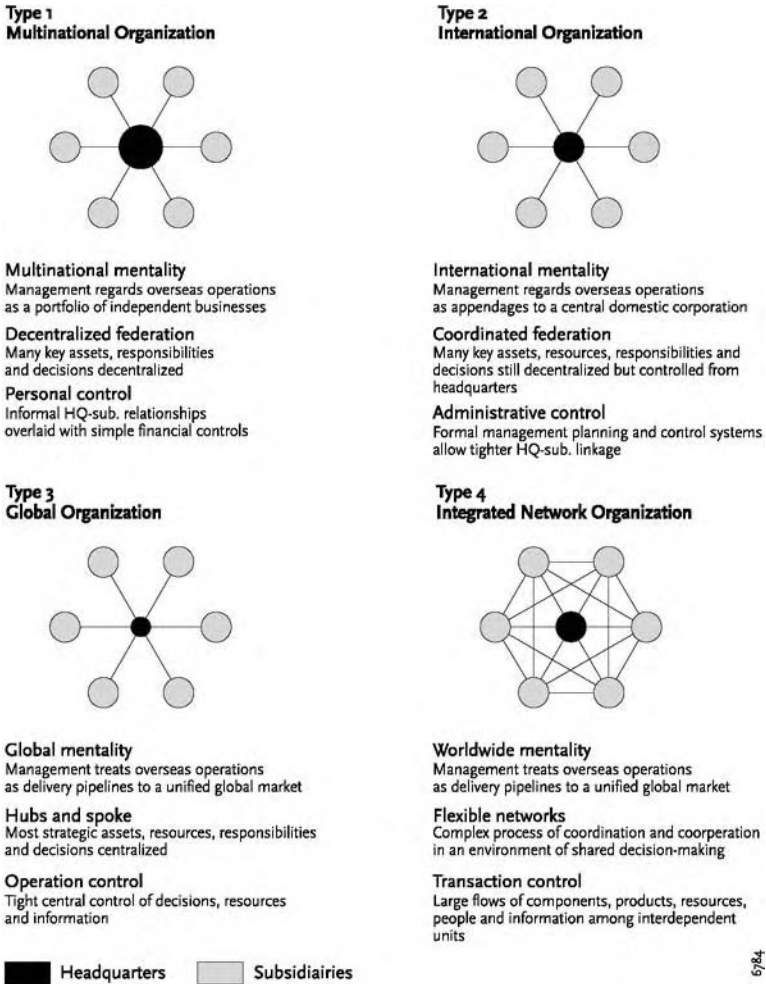 Type 1
Multinational Organization
Multinational mentality
Management regards overseas operations
as a portfolio of independent businesses
Decentralized federation
Many key assets, responsibilities
and decisions decentralized
Personal control
Informal HQ-sub. relationships
overlaid with simple financial controls
Type 2
International Organization
International mentality
Management regards overseas operations
as appendages to a central domestic corporation
Coordinated federation
Many key assets, resources, responsibilities and
decisions still decentralized but controlled from
headquarters
Administrative control
Formal management planning and control systems
allow tighter HQ-sub. linkage
Type 3
Global Organization
Global mentality
Management treats overseas operations
as delivery pipelines to a unified global market
Hubs and spoke
Most strategic assets, resources, responsibilities
and decisions centralized
Operation control
Tight central control of decisions, resources
and information
Type 4
Integrated Network Organization
Worldwide mentality
Management treats overseas operations
as delivery pipelines to a unified global market
Flexible networks
Complex process of coordination and coorperation
in an environment of shared decision-making
Transaction control
Large flows of components, products, resources,
people and information among interdependent
units
Headquarters
Subsidiairies
6784